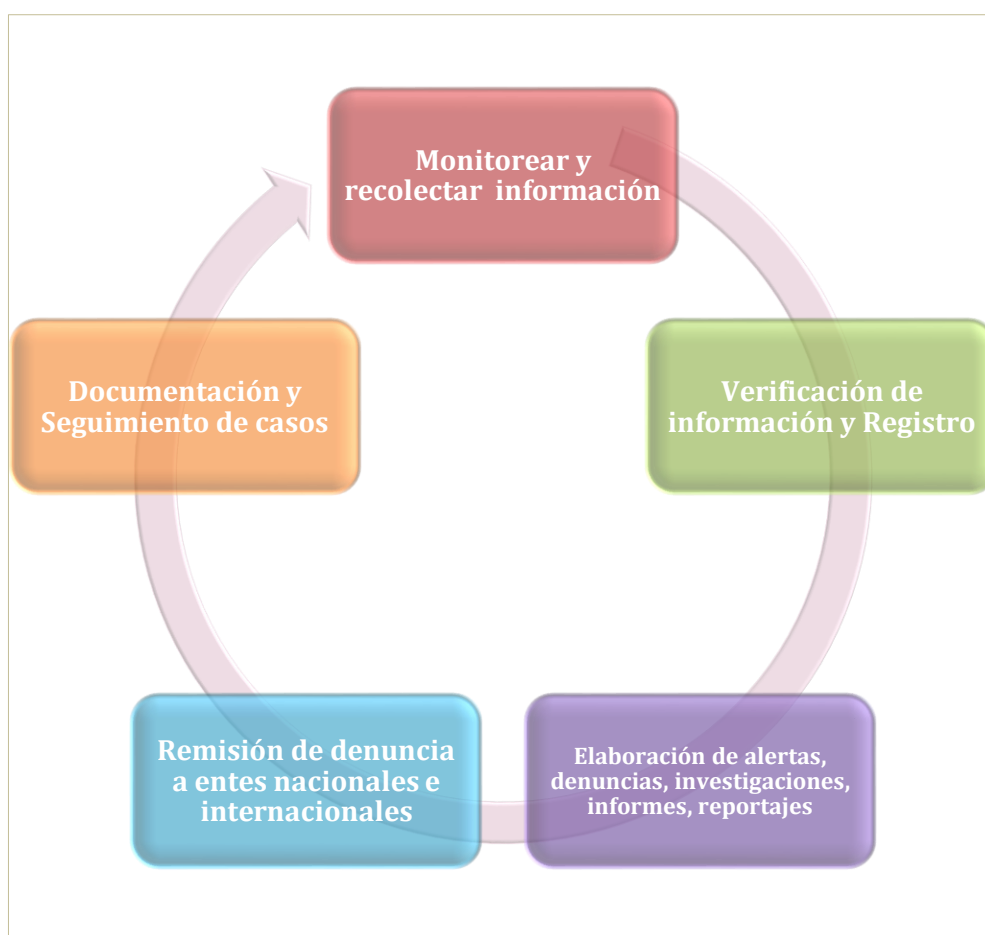 Monitorear y
recolectar información
Verificación de
información y Registro
Elaboración de alertas,
denuncias, investigaciones,
informes, reportajes
Remisión de denuncia
a entes nacionales e
internacionales
Documentación y
Seguimiento de casos